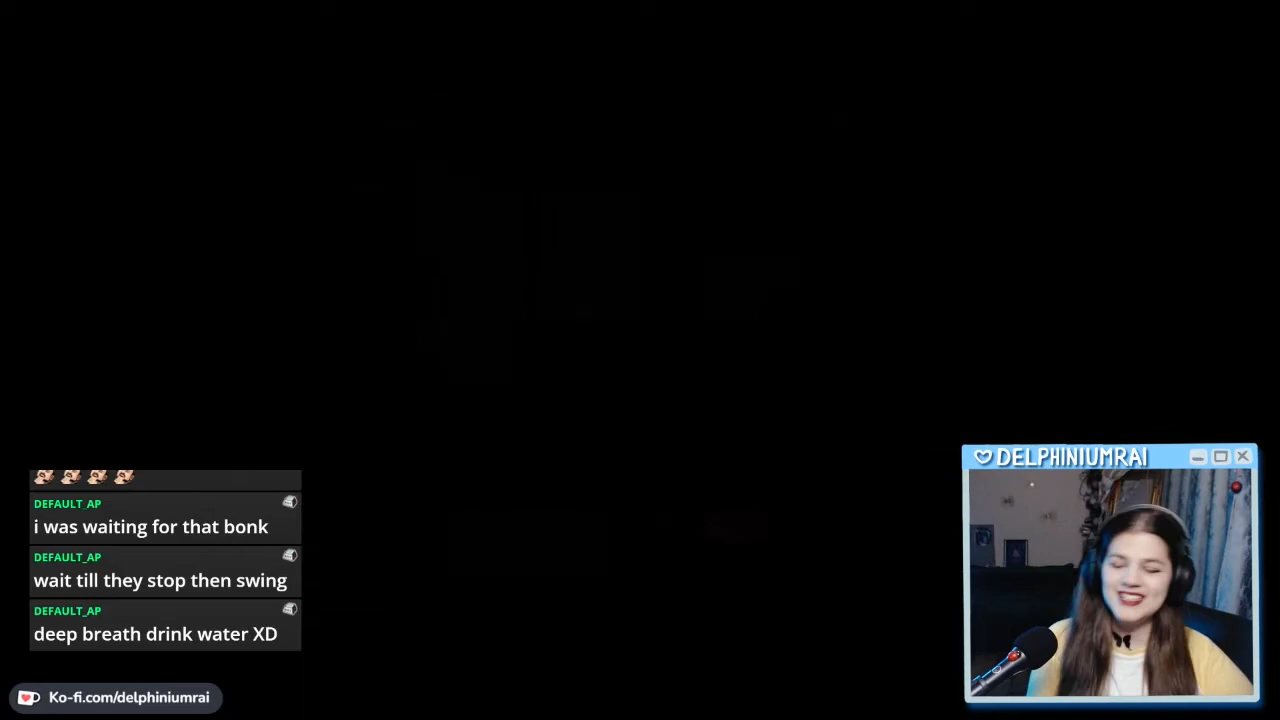 DELPHINIUMRAI
DEFAULT_AP
i was waiting for that bonk
DEFAULT_AP
wait till they stop then swing
DEFAULT_AP
deep breath drink water XD
Ko-fi.com/delphiniumrai